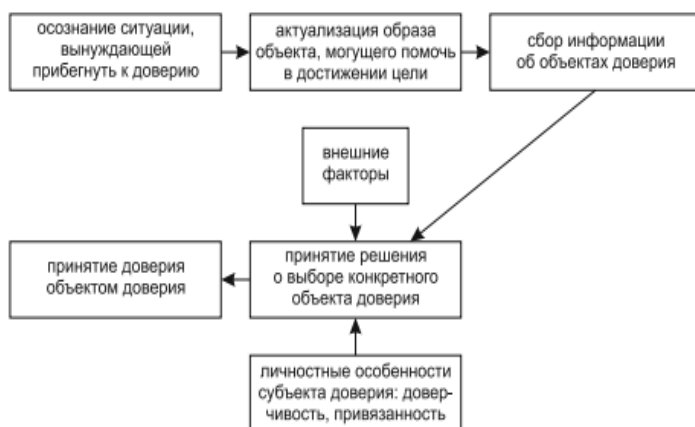 осознание ситуации,
вынуждающей
прибегнуть к доверию
актуализация образа
объекта, могущего помочь
в достижении цели
сбор информации
об объектах доверия
внешние
факторы
принятие доверия
объектом доверия
принятие решения
о выборе конкретного
объекта доверия
личностные особенности
субъекта доверия: довер-
чивость, привязанность